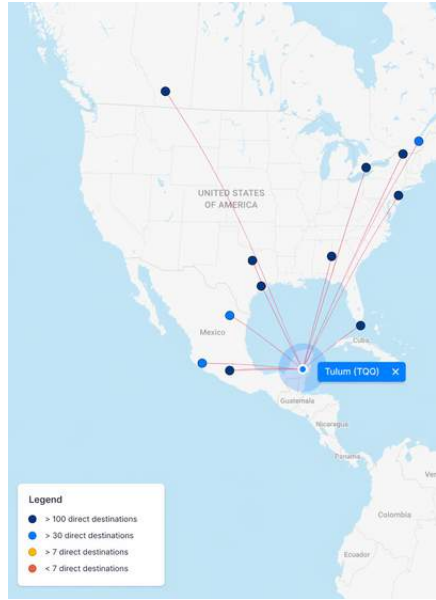 UNITED STATES
OF AMERICA
Mexico
Cuba
Tulum (TQO) ✕
Guatemala
Nicaragua
Panama
Ver
Colombia
Ecuador
Legend
> 100 direct destinations
> 30 direct destinations
> 7 direct destinations
< 7 direct destinations